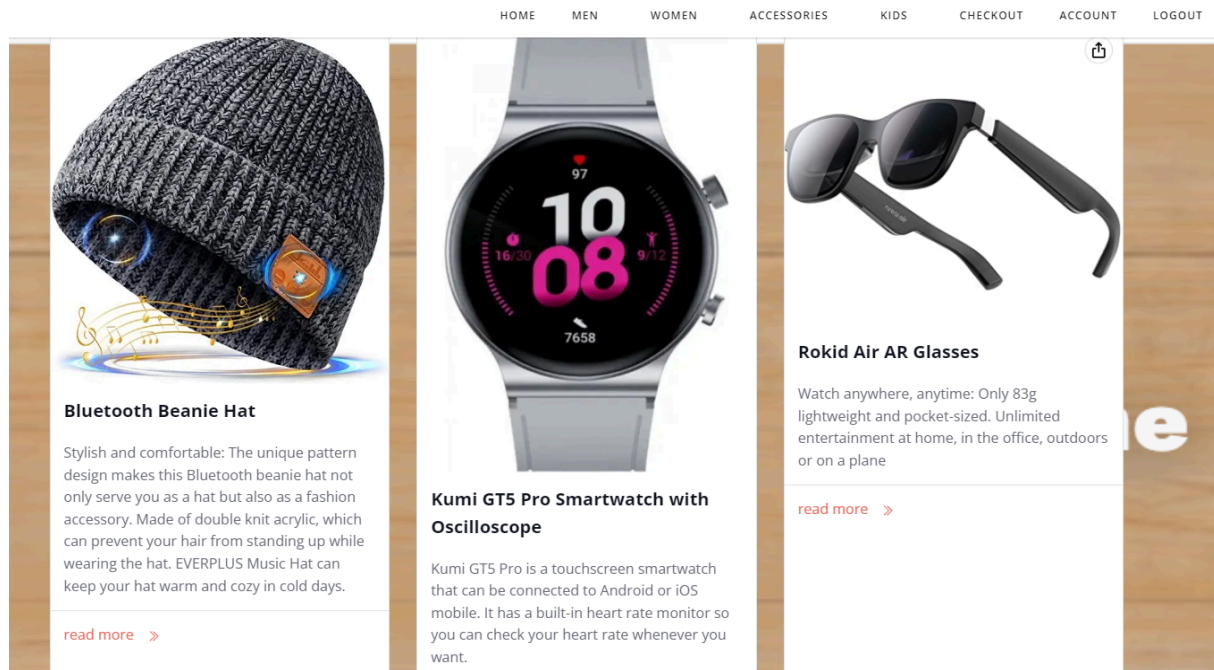 HOME MEN WOMEN ACCESSORIES KIDS CHECKOUT ACCOUNT LOGOUT
Bluetooth Beanie Hat
Stylish and comfortable: The unique pattern
design makes this Bluetooth beanie hat not
only serve you as a hat but also as a fashion
accessory. Made of double knit acrylic, which
can prevent your hair from standing up while
wearing the hat. EVERPLUS Music Hat can
keep your hat warm and cozy in cold days.
read more
97
10
08
16/30
9/12
7658
Kumi GT5 Pro Smartwatch with
Oscilloscope
Kumi GT5 Pro is a touchscreen smartwatch
that can be connected to Android or iOS
mobile. It has a built-in heart rate monitor so
you can check your heart rate whenever you
want.
Rokid Air AR Glasses
Watch anywhere, anytime: Only 83g
lightweight and pocket-sized. Unlimited
entertainment at home, in the office, outdoors
or on a plane
read more